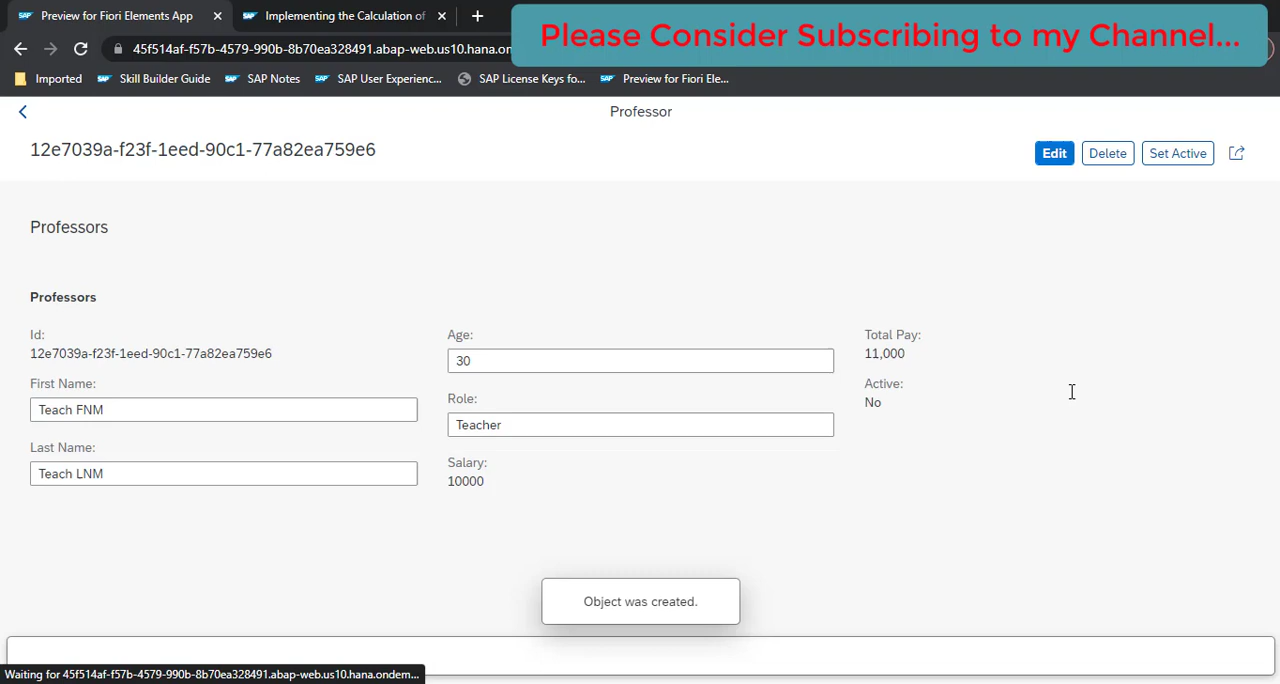 Preview for Fiori Elements App
Implementing the Calculation of
Please Consider Subscribing to my Channel...
45f514af-f57b-4579-990b-8b70ea328491.abap-web.us10.hana.on
Imported
Skill Builder Guide
SAP Notes
SAP User Experienc...
SAP License Keys fo...
Preview for Fiori Ele...
Professor
12e7039a-f23f-1eed-90c1-77a82ea759e6
Edit
Delete
Set Active
Professors
Professors
Id:
12e7039a-f23f-1eed-90c1-77a82ea759e6
First Name:
Teach FNM
Last Name:
Teach LNM
Age:
30
Role:
Teacher
Salary:
10000
Total Pay:
11,000
Active:
No
Object was created.
Waiting for 45f514af-f57b-4579-990b-8b70ea328491.abap-web.us10.hana.ondem...